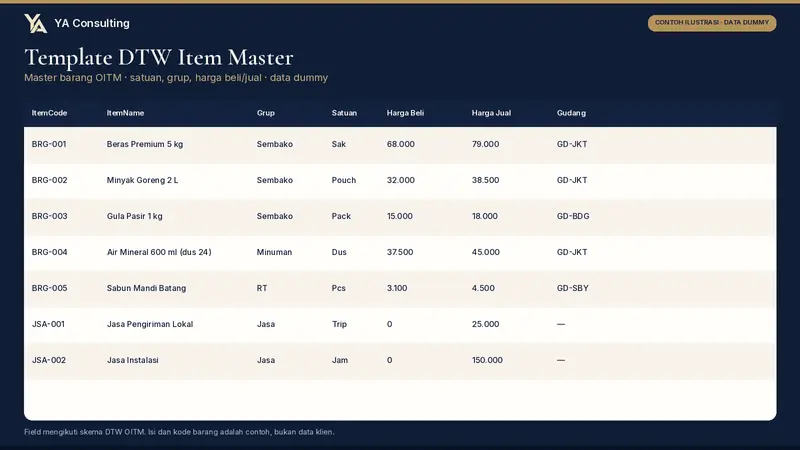 YA Consulting
CONTOH ILUSTRASI · DATA DUMMY
Template DTW Item Master
Master barang OITM · satuan, grup, harga beli/jual · data dummy
ItemCode ItemName Grup Satuan Harga Beli Harga Jual Gudang
BRG-001 Beras Premium 5 kg Sembako Sak 68.000 79.000 GD-JKT
BRG-002 Minyak Goreng 2 L Sembako Pouch 32.000 38.500 GD-JKT
BRG-003 Gula Pasir 1 kg Sembako Pack 15.000 18.000 GD-BDG
BRG-004 Air Mineral 600 ml (dus 24) Minuman Dus 37.500 45.000 GD-JKT
BRG-005 Sabun Mandi Batang RT Pcs 3.100 4.500 GD-SBY
JSA-001 Jasa Pengiriman Lokal Jasa Trip 0 25.000 —
JSA-002 Jasa Instalasi Jasa Jam 0 150.000 —
Field mengikuti skema DTW OITM. Isi dan kode barang adalah contoh, bukan data klien.